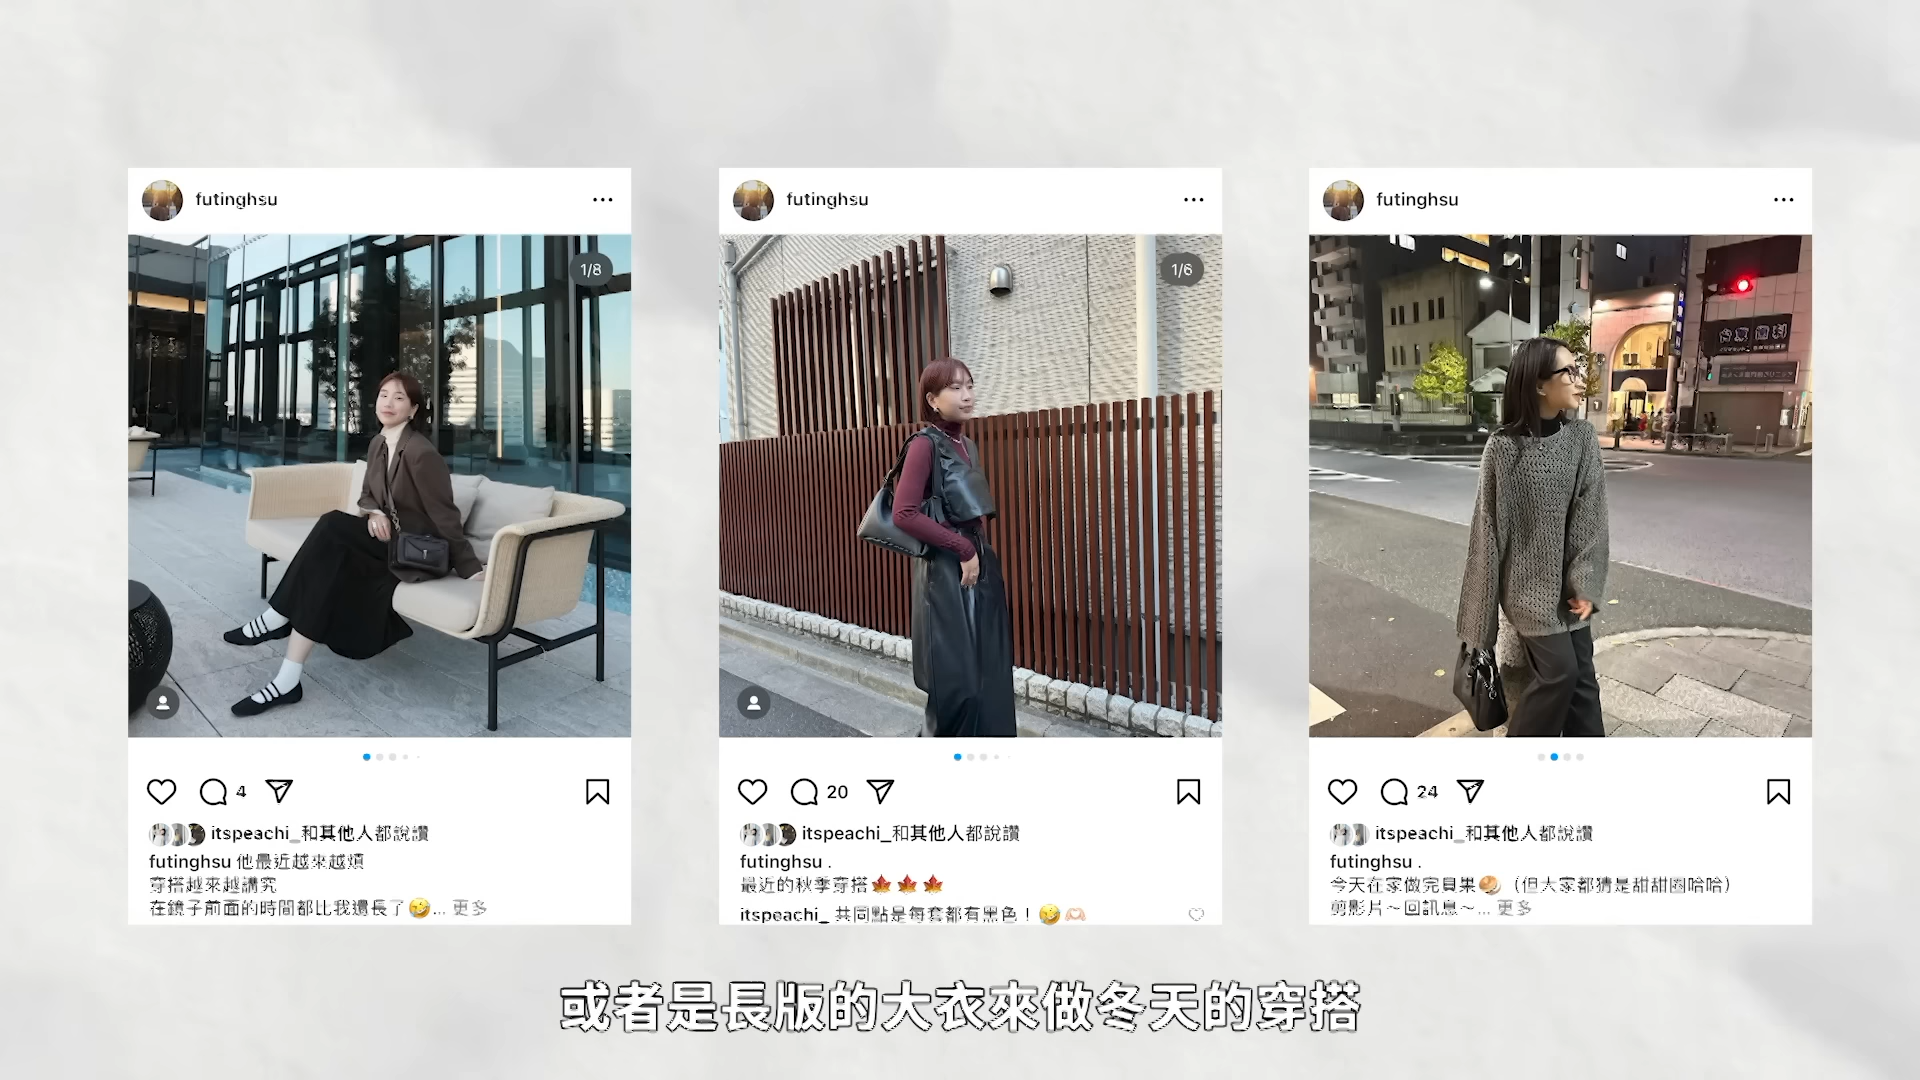 futinghsu
1/8
4
itspeachi_和其他人都說讚
futinghsu 他最近越來越煩
穿搭越來越講究
在鏡子前面的時間都比我還長了🤣... 更多
futinghsu
1/6
20
itspeachi_和其他人都說讚
futinghsu .
最近的秋季穿搭🍁🍁🍁
itspeachi_ 共同點是每套都有黑色！🤣🫶🏻
futinghsu
24
itspeachi_和其他人都說讚
futinghsu .
今天在家做完貝果🥯（但大家都猜是甜甜圈哈哈）
剪影片～回訊息～... 更多
或者是長版的大衣來做冬天的穿搭